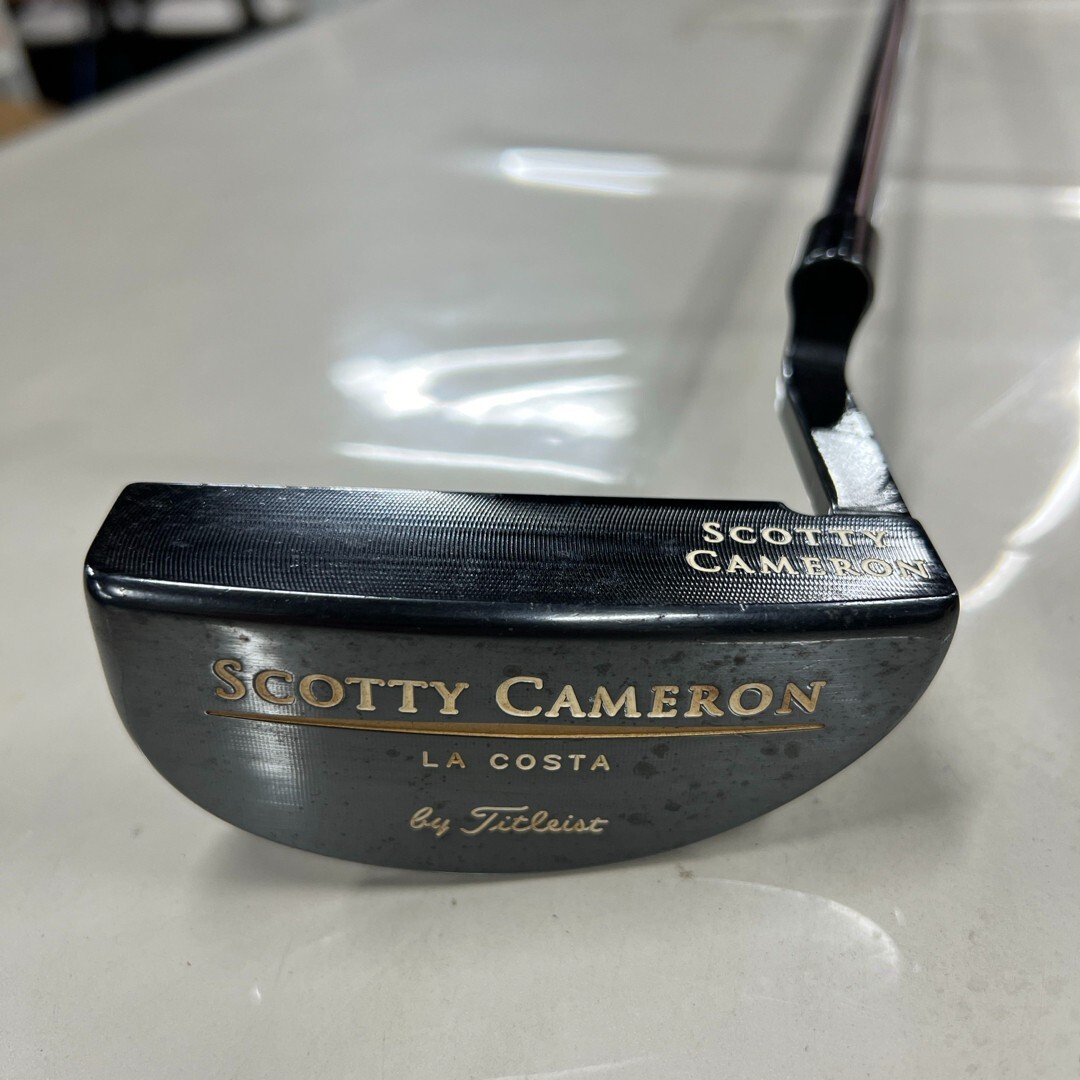 SCOTTY
CAMERON
SCOTTY CAMERON
LA COSTA
by Titleist